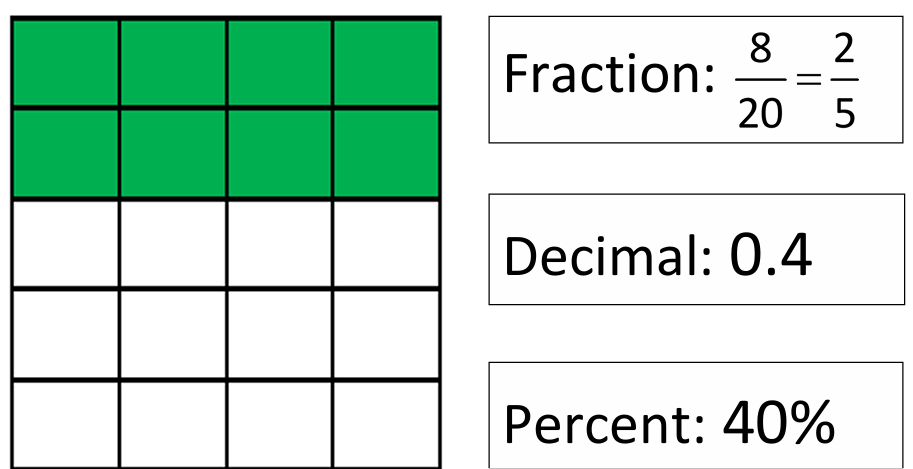 Fraction: 8/20 = 2/5
Decimal: 0.4
Percent: 40%